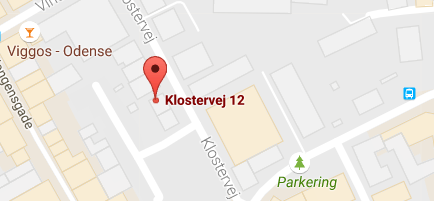 Klostervej
Viggos - Odense
Klostervej 12
Klostervej
Parkering